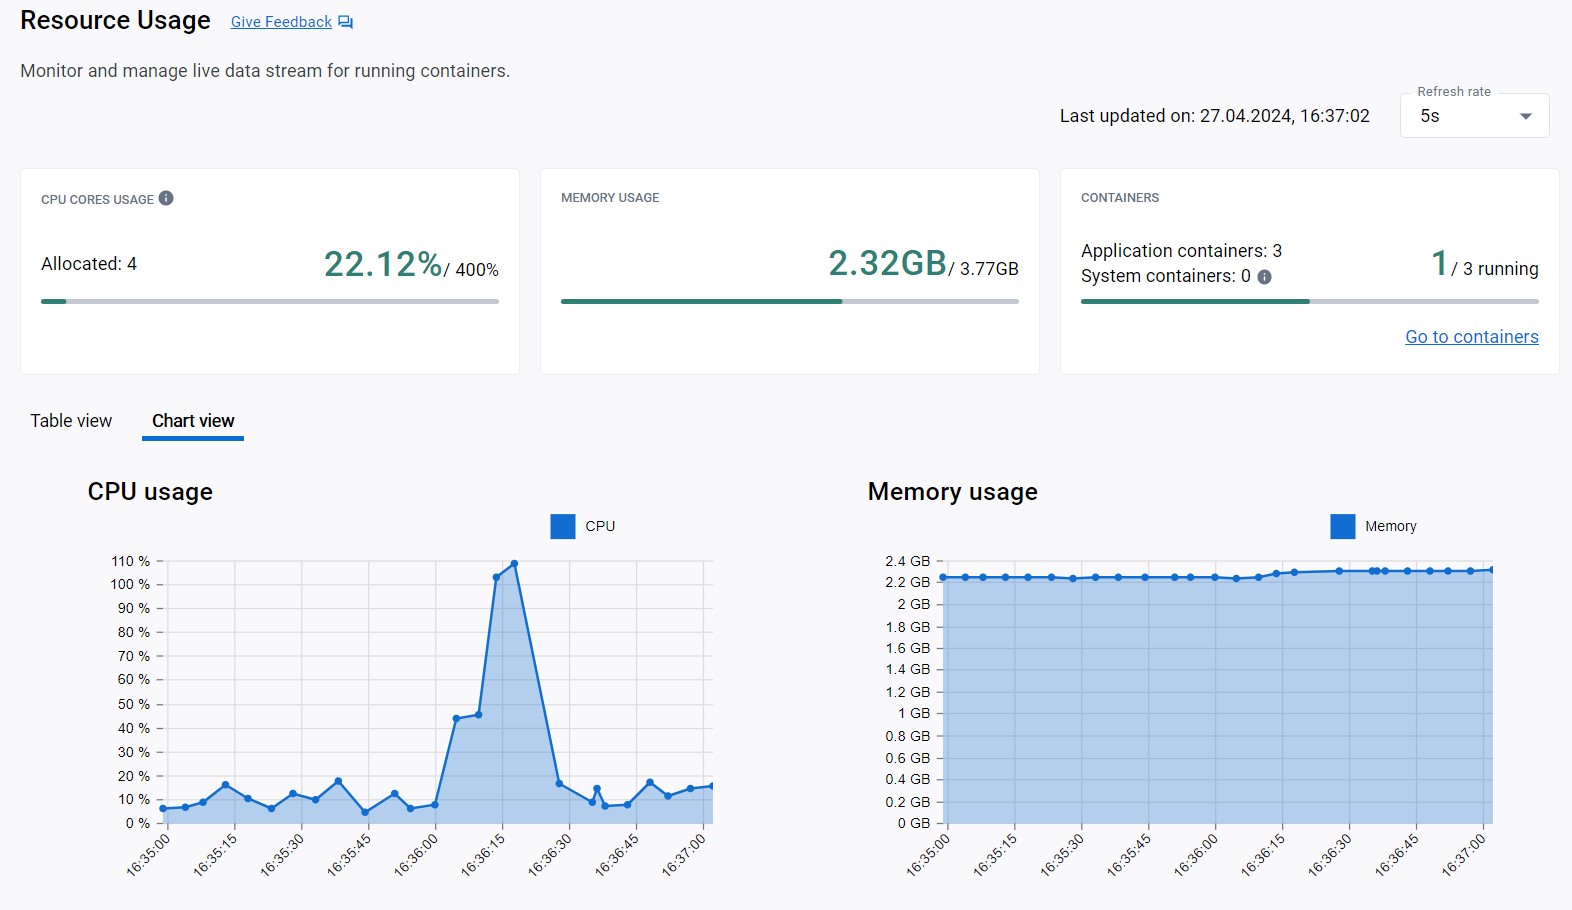 Resource Usage Give Feedback
Monitor and manage live data stream for running containers.
Refresh rate
Last updated on: 27.04.2024, 16:37:02 5s
CPU CORES USAGE
Allocated: 4 22.12% / 400%
MEMORY USAGE
2.32GB / 3.77GB
CONTAINERS
Application containers: 3
System containers: 0
1 / 3 running
Go to containers
Table view Chart view
CPU usage
CPU
110 %
100 %
90 %
80 %
70 %
60 %
50 %
40 %
30 %
20 %
10 %
0 %
16:35:00 16:35:15 16:35:30 16:35:45 16:36:00 16:36:15 16:36:30 16:36:45 16:37:00
Memory usage
Memory
2.4 GB
2.2 GB
2 GB
1.8 GB
1.6 GB
1.4 GB
1.2 GB
1 GB
0.8 GB
0.6 GB
0.4 GB
0.2 GB
0 GB
16:35:00 16:35:15 16:35:30 16:35:45 16:36:00 16:36:15 16:36:30 16:36:45 16:37:00